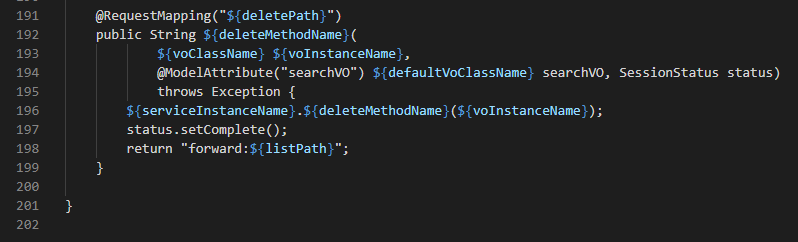 191 @RequestMapping("${deletePath}")
192 public String ${deleteMethodName}(
193 ${voClassName} ${voInstanceName},
194 @ModelAttribute("searchVO") ${defaultVoClassName} searchVO, SessionStatus status)
195 throws Exception {
196 ${serviceInstanceName}.${deleteMethodName}(${voInstanceName});
197 status.setComplete();
198 return "forward:${listPath}";
199 }
200
201 }
202